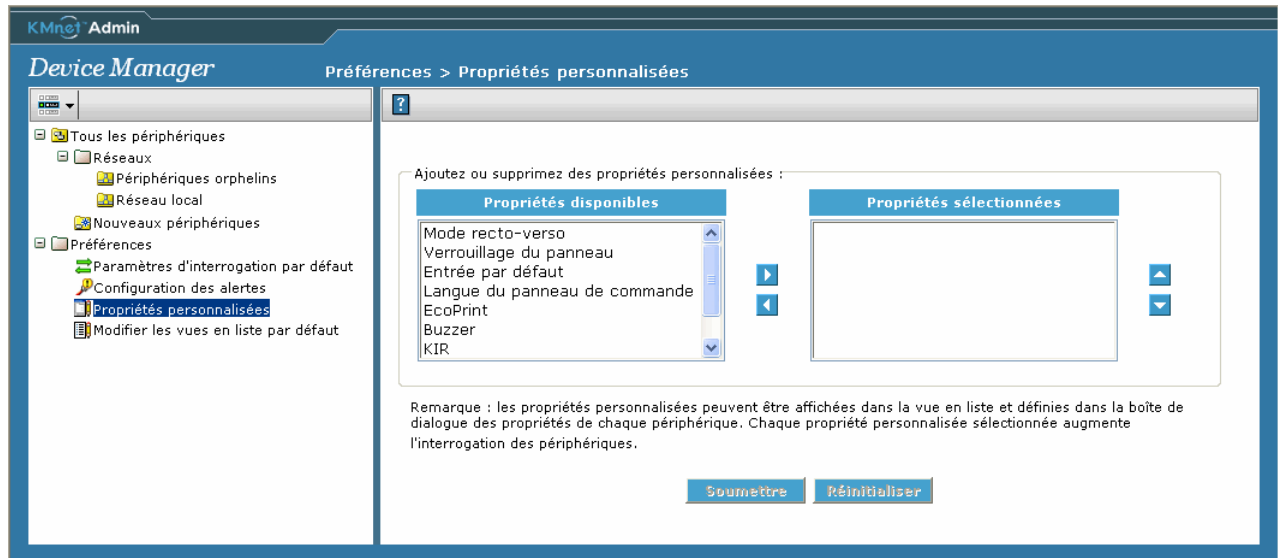 KMnet Admin
Device Manager
Préférences > Propriétés personnalisées
?
Tous les périphériques
Réseaux
Périphériques orphelins
Réseau local
Nouveaux périphériques
Préférences
Paramètres d'interrogation par défaut
Configuration des alertes
Propriétés personnalisées
Modifier les vues en liste par défaut
Ajoutez ou supprimez des propriétés personnalisées :
Propriétés disponibles
Mode recto-verso
Verrouillage du panneau
Entrée par défaut
Langue du panneau de commande
EcoPrint
Buzzer
KIR
Propriétés sélectionnées
Remarque : les propriétés personnalisées peuvent être affichées dans la vue en liste et définies dans la boîte de
dialogue des propriétés de chaque périphérique. Chaque propriété personalisée sélectionnée augmente
l'interrogation des périphériques.
Soumettre
Réinitialiser